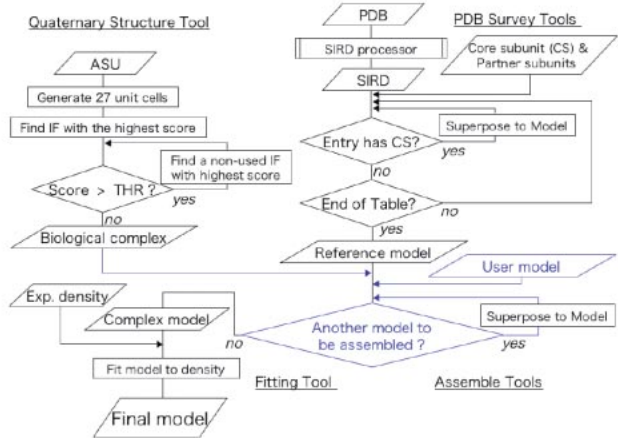 Quaternary Structure Tool
ASU
Generate 27 unit cells
Find IF with the highest score
Find a non-used IF
with highest score
Score > THR ?
yes
no
Biological complex
PDB
PDB Survey Tools
SIRD processor
Core subunit (CS) &
Partner subunits
SIRD
Superpose to Model
Entry has CS?
yes
no
End of Table?
no
yes
Reference model
User model
Exp. density
Complex model
Superpose to Model
Another model to
be assembled ?
no
yes
Fit model to density
Fitting Tool
Assemble Tools
Final model